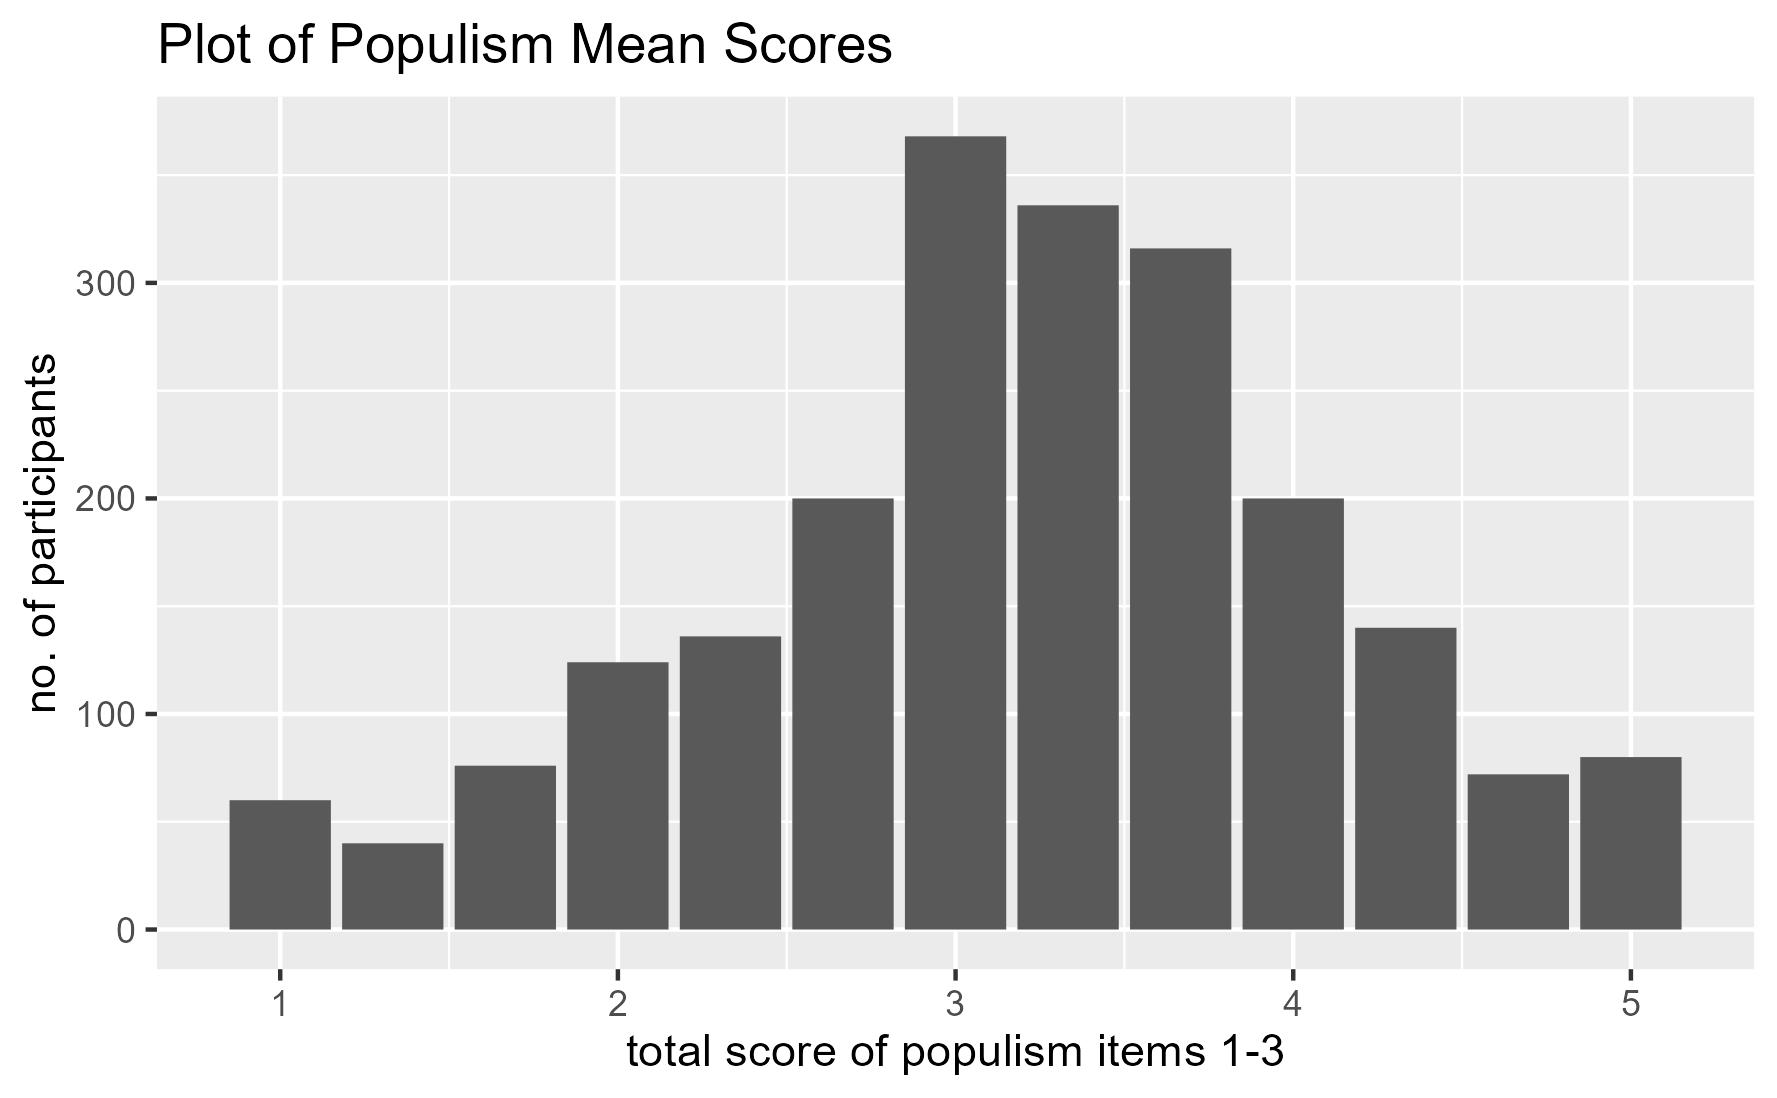 Plot of Populism Mean Scores
no. of participants
300
200
100
0
1 2 3 4 5
total score of populism items 1-3